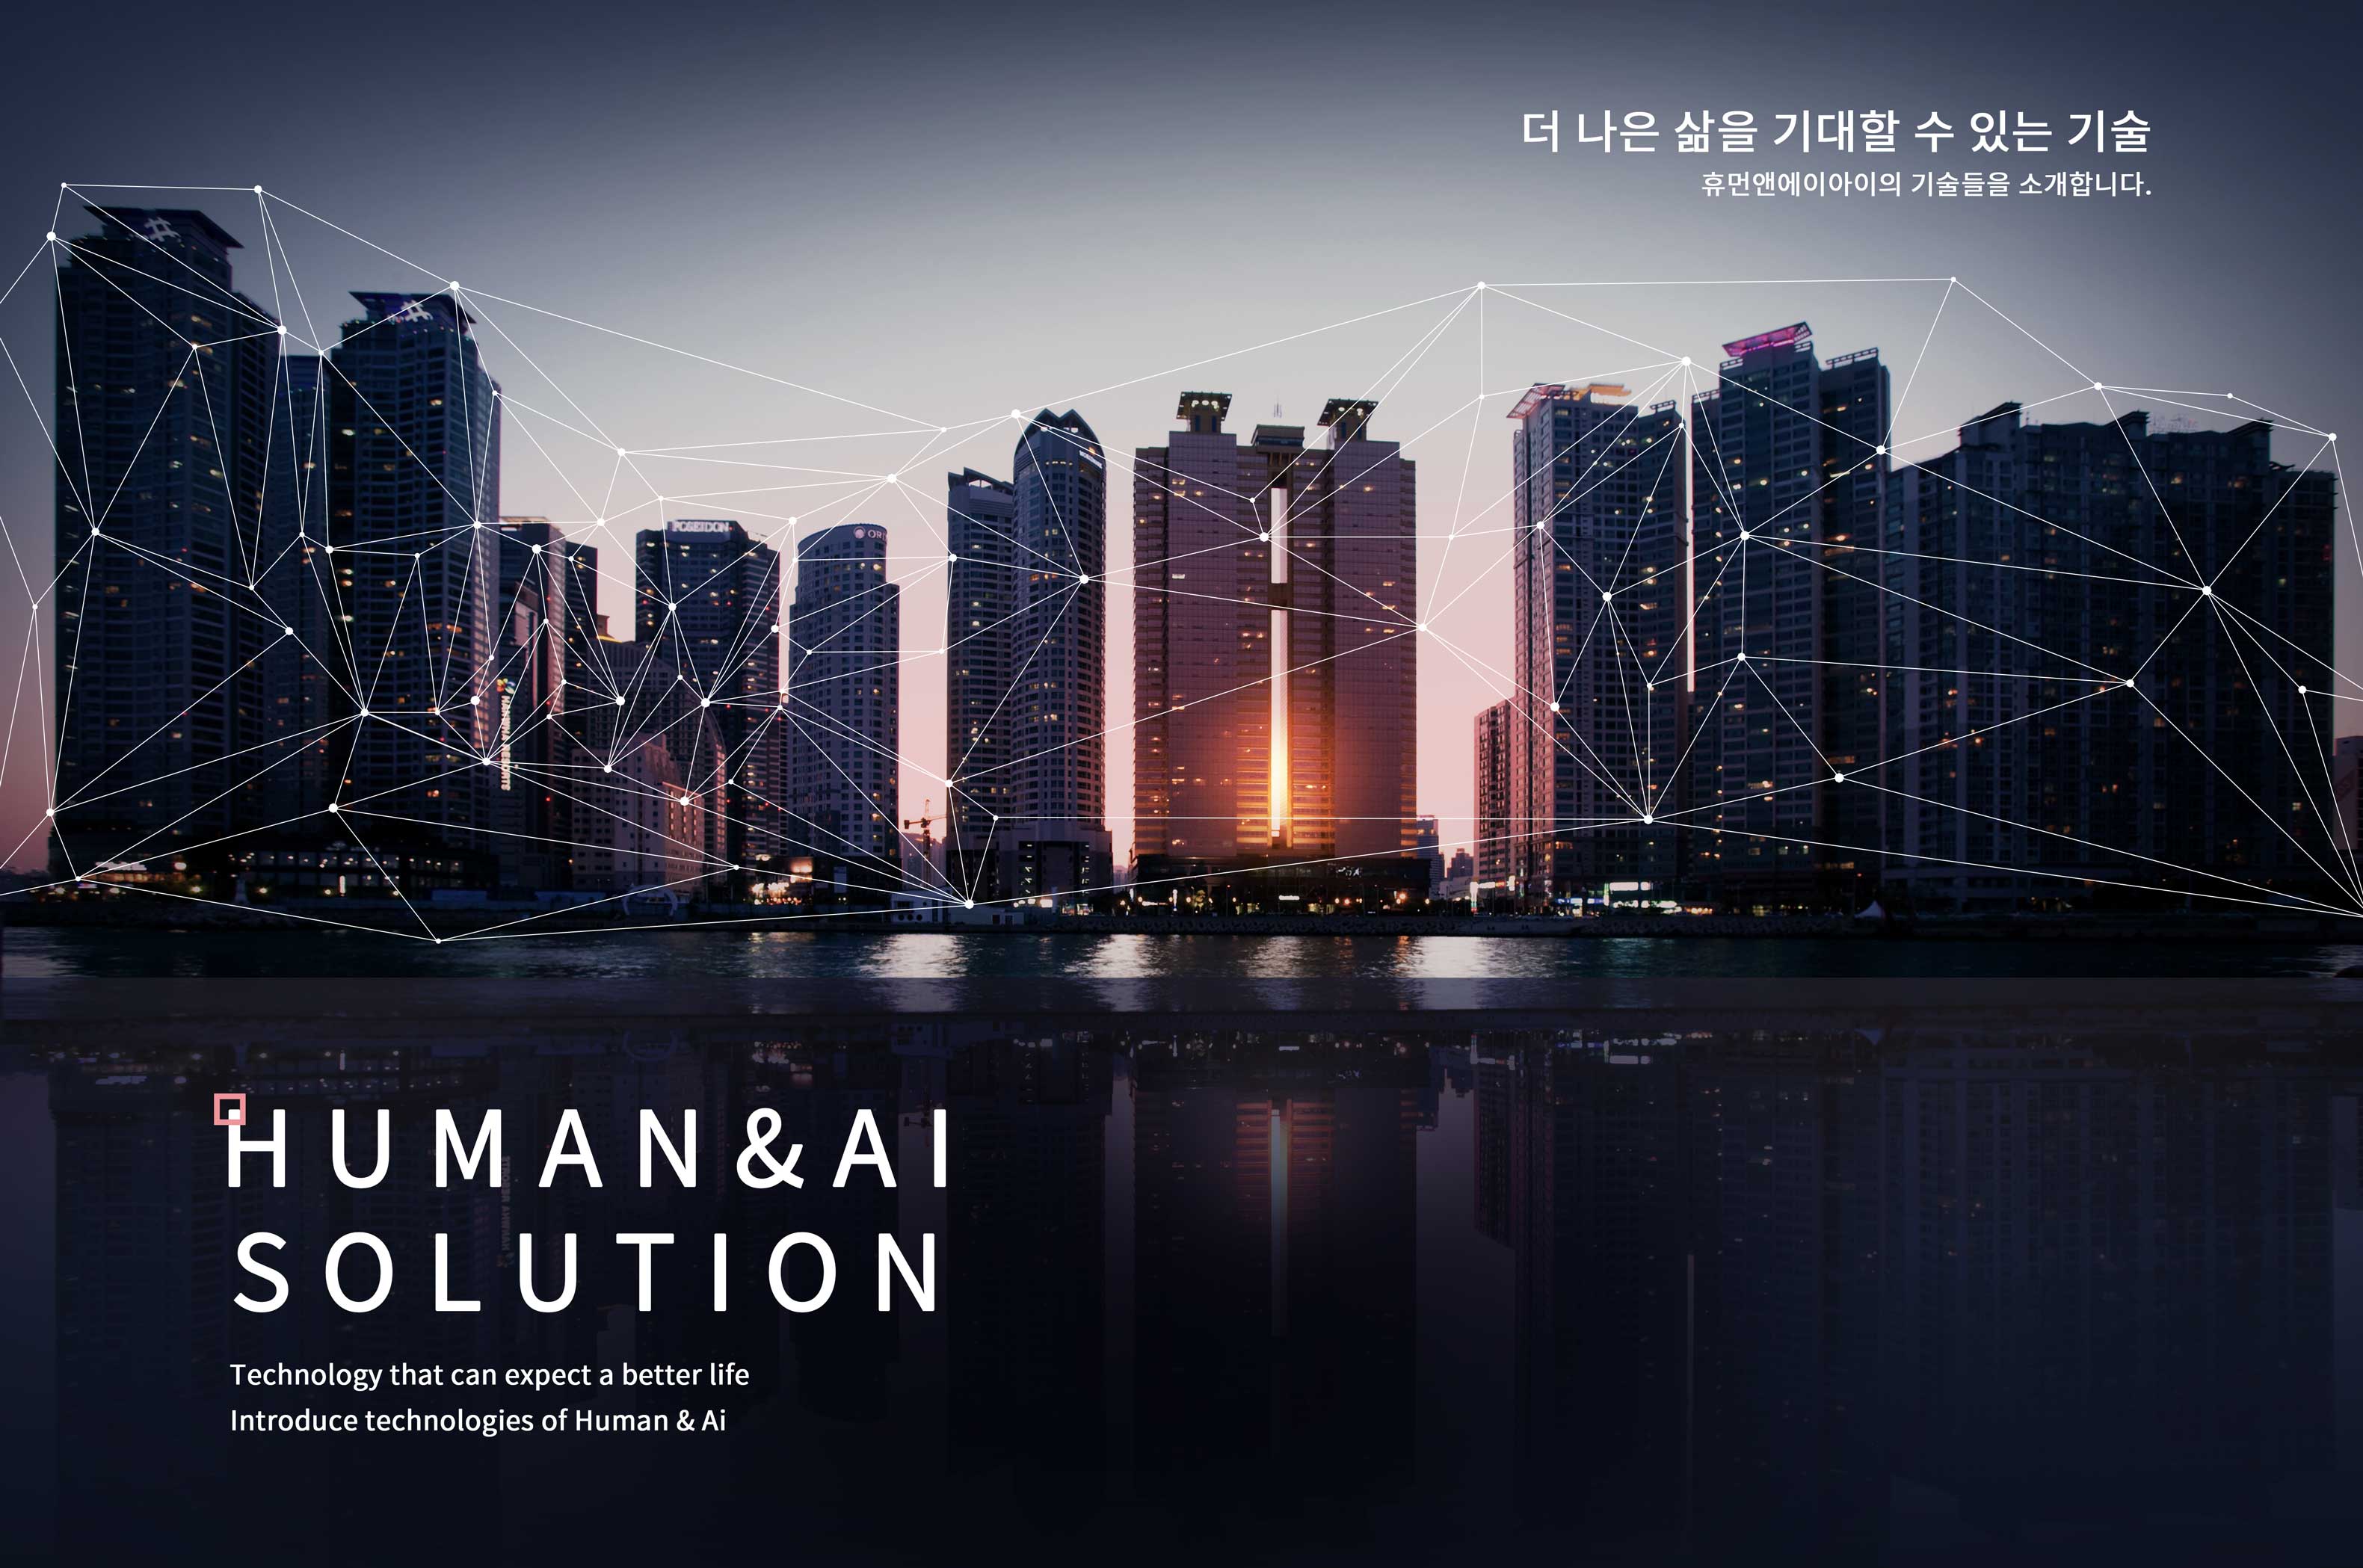 더 나은 삶을 기대할 수 있는 기술
휴먼앤에이아이의 기술들을 소개합니다.
POSEIDON
HUMAN&AI
SOLUTION
Technology that can expect a better life
Introduce technologies of Human & Ai